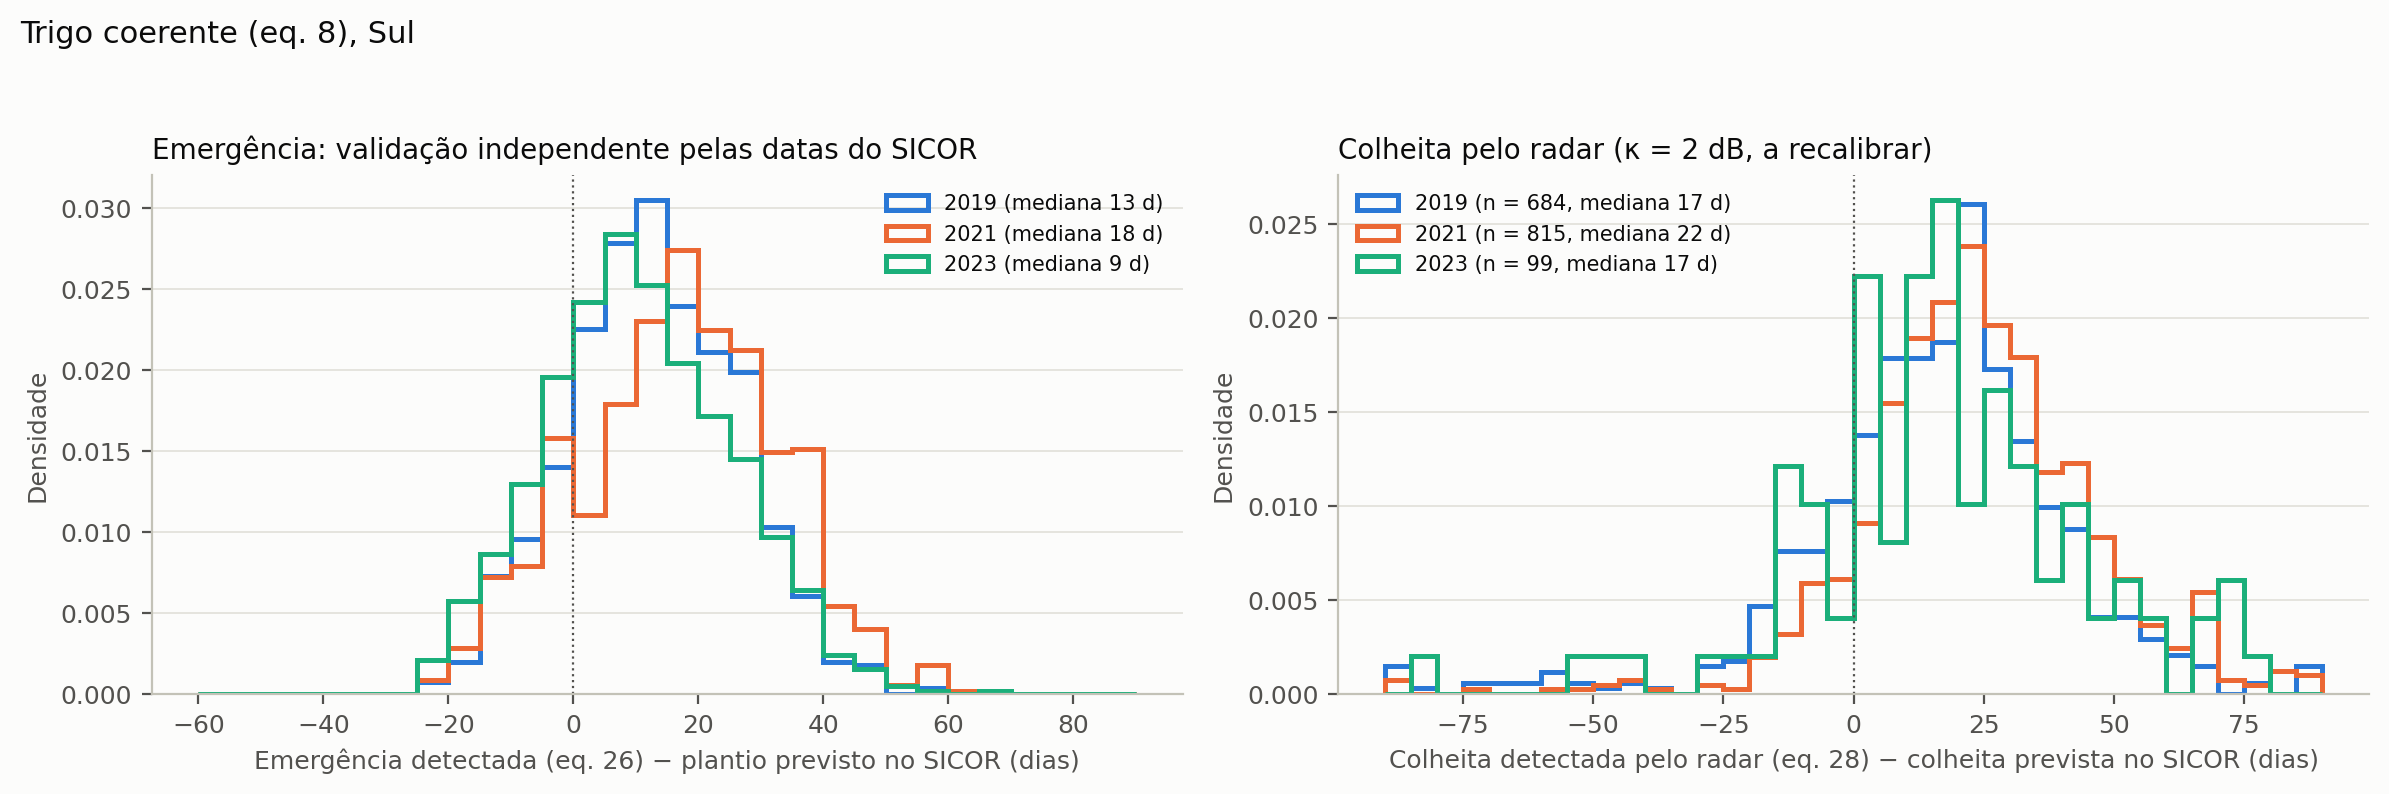 Trigo coerente (eq. 8), Sul
Emergência: validação independente pelas datas do SICOR
2019 (mediana 13 d)
2021 (mediana 18 d)
2023 (mediana 9 d)
Densidade
0.030
0.025
0.020
0.015
0.010
0.005
0.000
−60
−40
−20
0
20
40
60
80
Emergência detectada (eq. 26) − plantio previsto no SICOR (dias)
Colheita pelo radar (κ = 2 dB, a recalibrar)
2019 (n = 684, mediana 17 d)
2021 (n = 815, mediana 22 d)
2023 (n = 99, mediana 17 d)
Densidade
0.025
0.020
0.015
0.010
0.005
0.000
−75
−50
−25
0
25
50
75
Colheita detectada pelo radar (eq. 28) − colheita prevista no SICOR (dias)